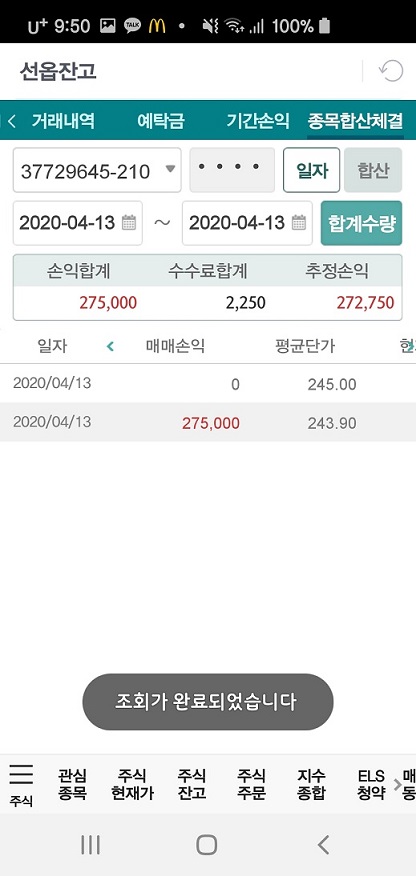 U+ 9:50 TALK 100%
선옵잔고
거래내역 예탁금 기간손익 종목합산체결
37729645-210 일자 합산
2020-04-13 ~ 2020-04-13 합계수량
손익합계 수수료합계 추정손익
275,000 2,250 272,750
일자 매매손익 평균단가
2020/04/13 0 245.00
2020/04/13 275,000 243.90
조회가 완료되었습니다
관심 주식 주식 주식 지수 ELS 매
주식 종목 현재가 잔고 주문 종합 청약 동